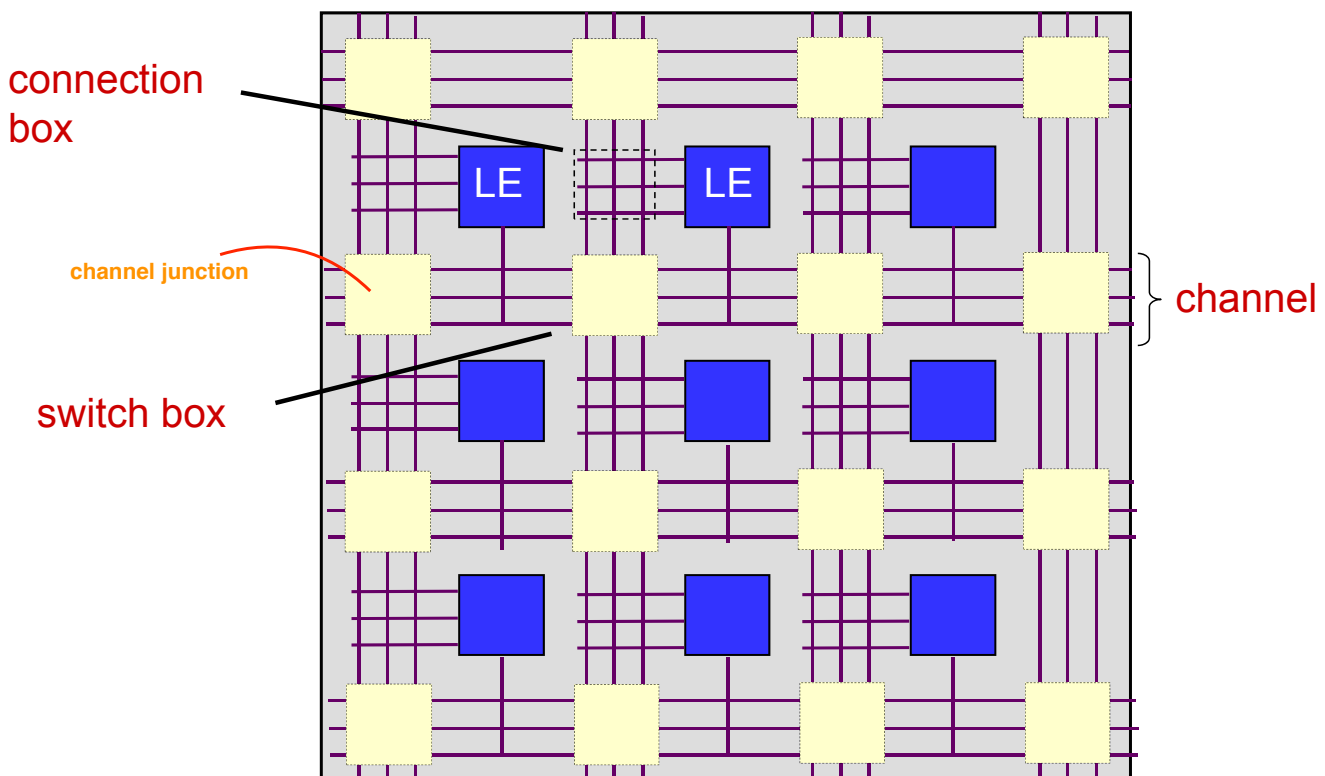 connection
box
LE
LE
channel junction
channel
switch box